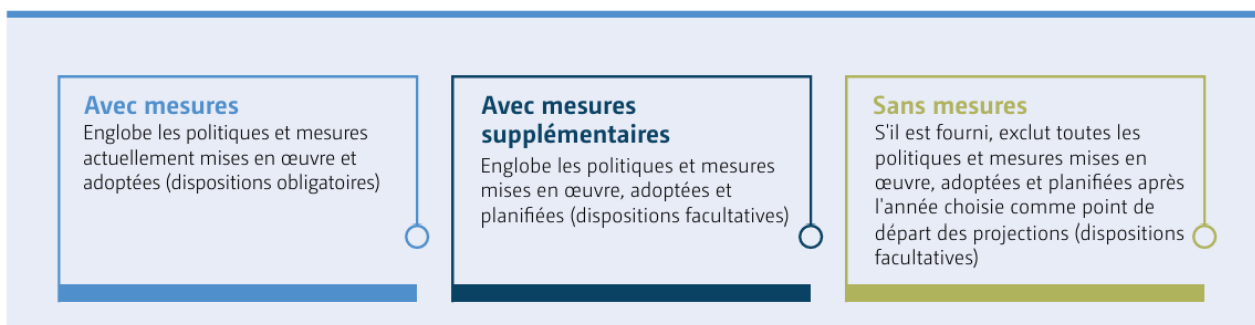 Avec mesures
Englobe les politiques et mesures
actuellement mises en œuvre et
adoptées (dispositions obligatoires)
Avec mesures
supplémentaires
Englobe les politiques et mesures
mises en œuvre, adoptées et
planifiées (dispositions facultatives)
Sans mesures
S'il est fourni, exclut toutes les
politiques et mesures mises en
œuvre, adoptées et planifiées après
l'année choisie comme point de
départ des projections (dispositions
facultatives)